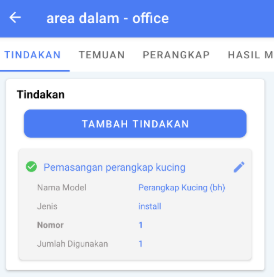 area dalam - office
TINDAKAN TEMUAN PERANGKAP HASIL M
Tindakan
TAMBAH TINDAKAN
Pemasangan perangkap kucing
Nama Model Perangkap Kucing (bh)
Jenis install
Nomor 1
Jumlah Digunakan 1